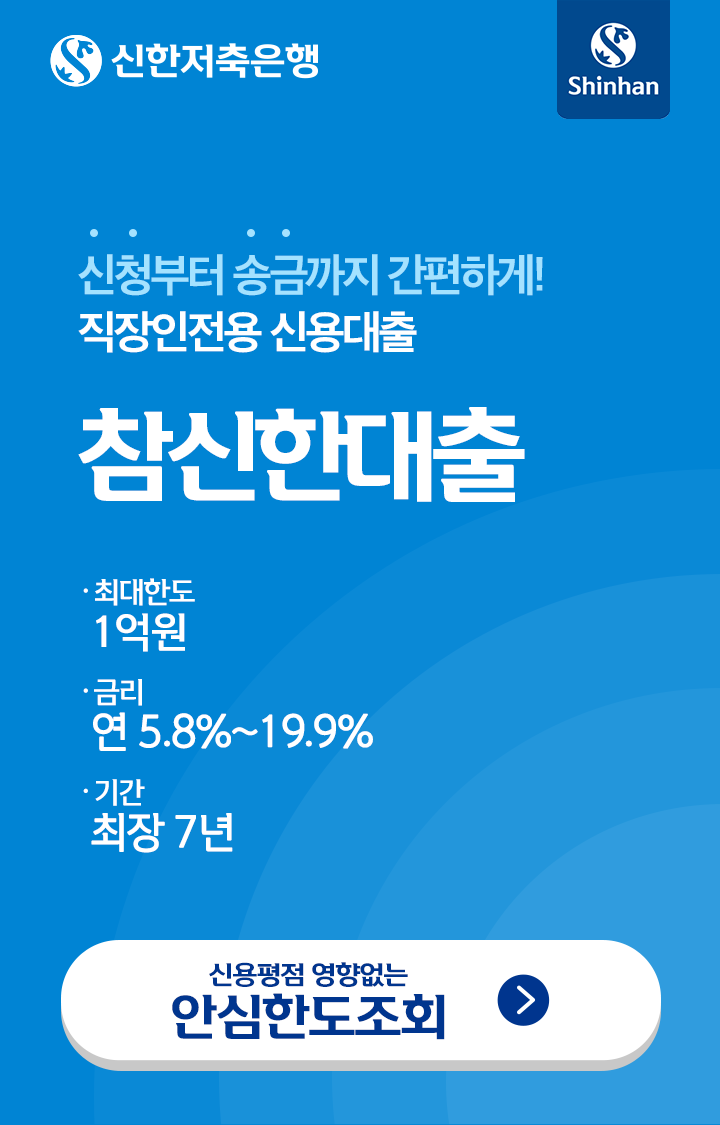 신한저축은행
Shinhan
신청부터 송금까지 간편하게!
직장인전용 신용대출
참신한대출
· 최대한도
1억원
· 금리
연 5.8%~19.9%
· 기간
최장 7년
신용평점 영향없는
안심한도조회